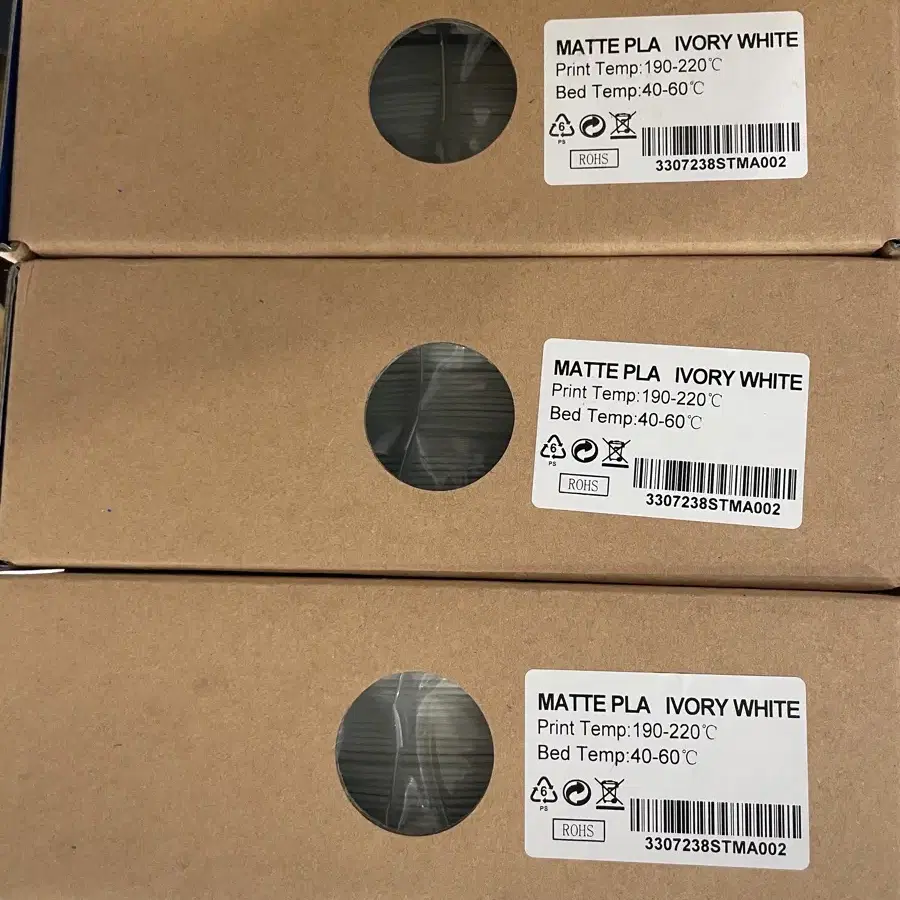 MATTE PLA IVORY WHITE
Print Temp:190-220℃
Bed Temp:40-60℃
6
PS
ROHS
3307238STMA002
MATTE PLA IVORY WHITE
Print Temp:190-220℃
Bed Temp:40-60℃
6
PS
ROHS
3307238STMA002
MATTE PLA IVORY WHITE
Print Temp:190-220℃
Bed Temp:40-60℃
6
PS
ROHS
3307238STMA002